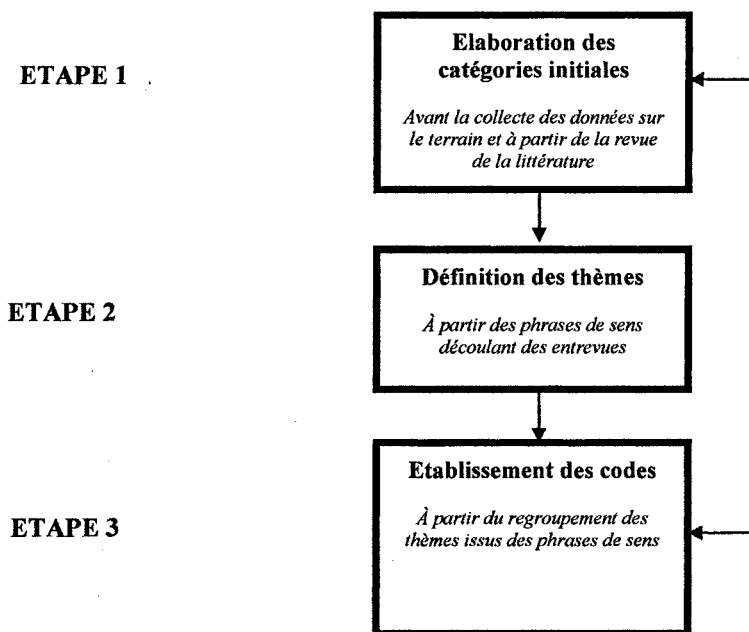 ETAPE 1
Elaboration des
catégories initiales
Avant la collecte des données sur
le terrain et à partir de la revue
de la littérature
ETAPE 2
Définition des thèmes
À partir des phrases de sens
découlant des entrevues
ETAPE 3
Etablissement des codes
À partir du regroupement des
thèmes issus des phrases de sens